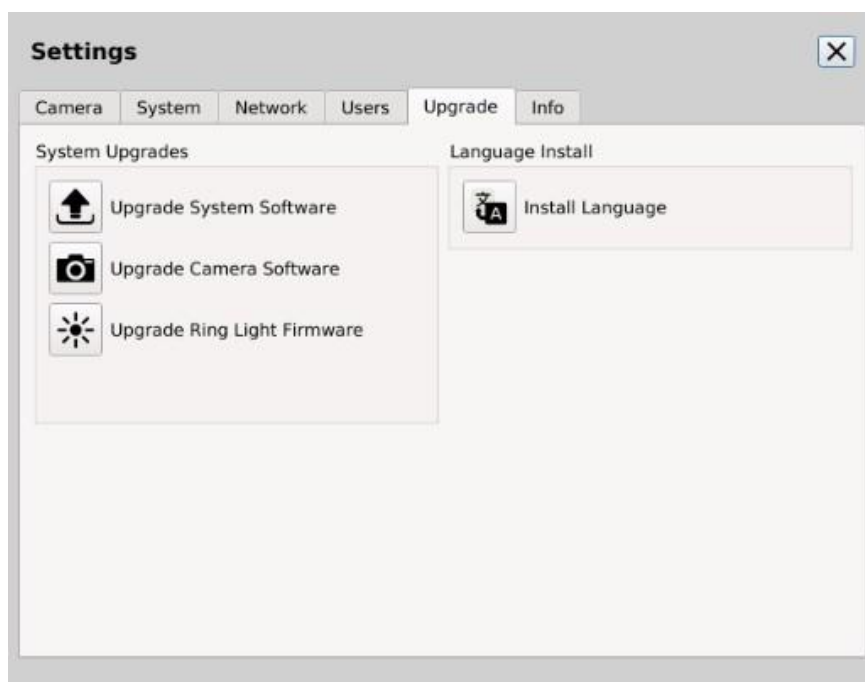 Settings
Camera System Network Users Upgrade Info
System Upgrades
Upgrade System Software
Upgrade Camera Software
Upgrade Ring Light Firmware
Language Install
Install Language